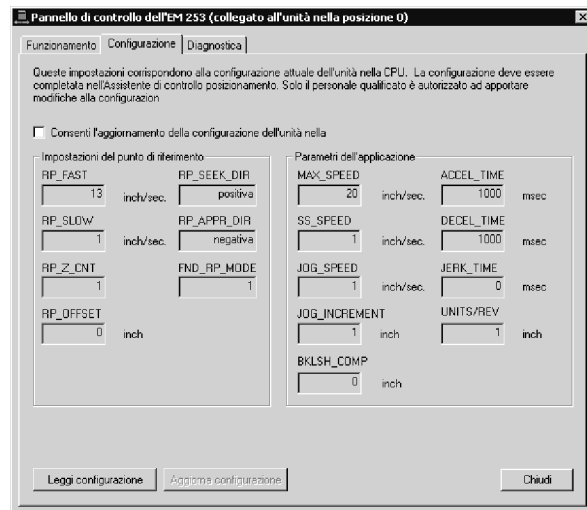 Pannello di controllo dell'EM 253 (collegato all'unità nella posizione 0)
Funzionamento Configurazione Diagnostica
Queste impostazioni corrispondono alla configurazione attuale dell'unità nella CPU. La configurazione deve essere
completata nell'Assistente di controllo posizionamento. Solo il personale qualificato è autorizzato ad apportare
modifiche alla configurazion
Consenti l'aggiornamento della configurazione dell'unità nella
Impostazioni del punto di riferimento
RP_FAST RP_SEEK_DIR
13 inch/sec. positiva
RP_SLOW RP_APPR_DIR
1 inch/sec. negativa
RP_Z_CNT FND_RP_MODE
1 1
RP_OFFSET
0 inch
Parametri dell'applicazione
MAX_SPEED ACCEL_TIME
20 inch/sec. 1000 msec
SS_SPEED DECEL_TIME
1 inch/sec. 1000 msec
JOG_SPEED JERK_TIME
1 inch/sec. 0 msec
JOG_INCREMENT UNITS/REV
1 inch 1 inch
BKLSH_COMP
0 inch
Leggi configurazione Aggiorna configurazione Chiudi